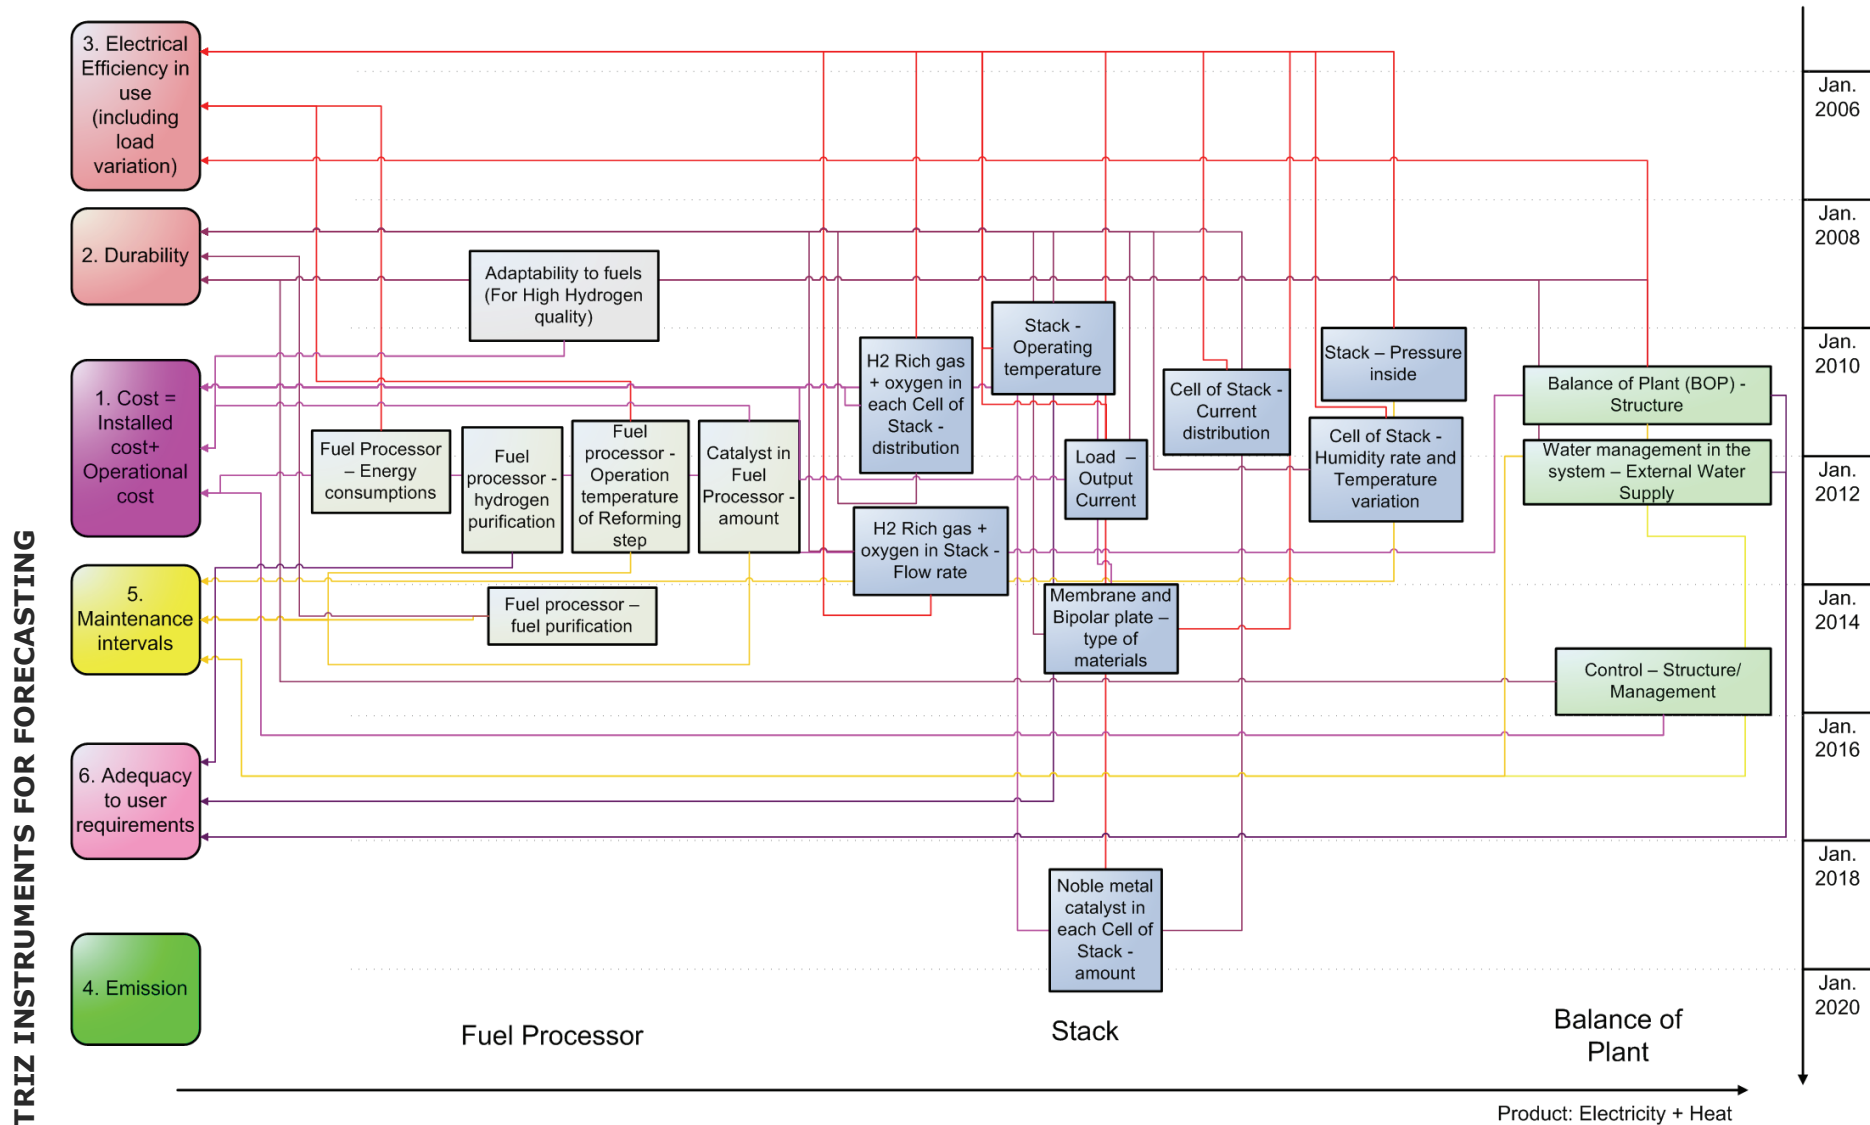 TRIZ INSTRUMENTS FOR FORECASTING
3. Electrical
Efficiency in
use
(including
load
variation)
2. Durability
1. Cost =
Installed
cost+
Operational
cost
5.
Maintenance
intervals
6. Adequacy
to user
requirements
4. Emission
Adaptability to fuels
(For High Hydrogen
quality)
Fuel Processor
– Energy
consumptions
Fuel
processor -
hydrogen
purification
Fuel
processor -
Operation
temperature
of Reforming
step
Catalyst in
Fuel
Processor -
amount
Fuel processor –
fuel purification
H2 Rich gas
+ oxygen in
each Cell of
Stack -
distribution
Stack -
Operating
temperature
H2 Rich gas +
oxygen in Stack -
Flow rate
Load –
Output
Current
Membrane and
Bipolar plate –
type of
materials
Noble metal
catalyst in
each Cell of
Stack -
amount
Cell of Stack -
Current
distribution
Stack – Pressure
inside
Cell of Stack -
Humidity rate and
Temperature
variation
Balance of Plant (BOP) -
Structure
Water management in the
system – External Water
Supply
Control – Structure/
Management
Jan.
2006
Jan.
2008
Jan.
2010
Jan.
2012
Jan.
2014
Jan.
2016
Jan.
2018
Jan.
2020
Fuel Processor
Stack
Balance of
Plant
Product: Electricity + Heat